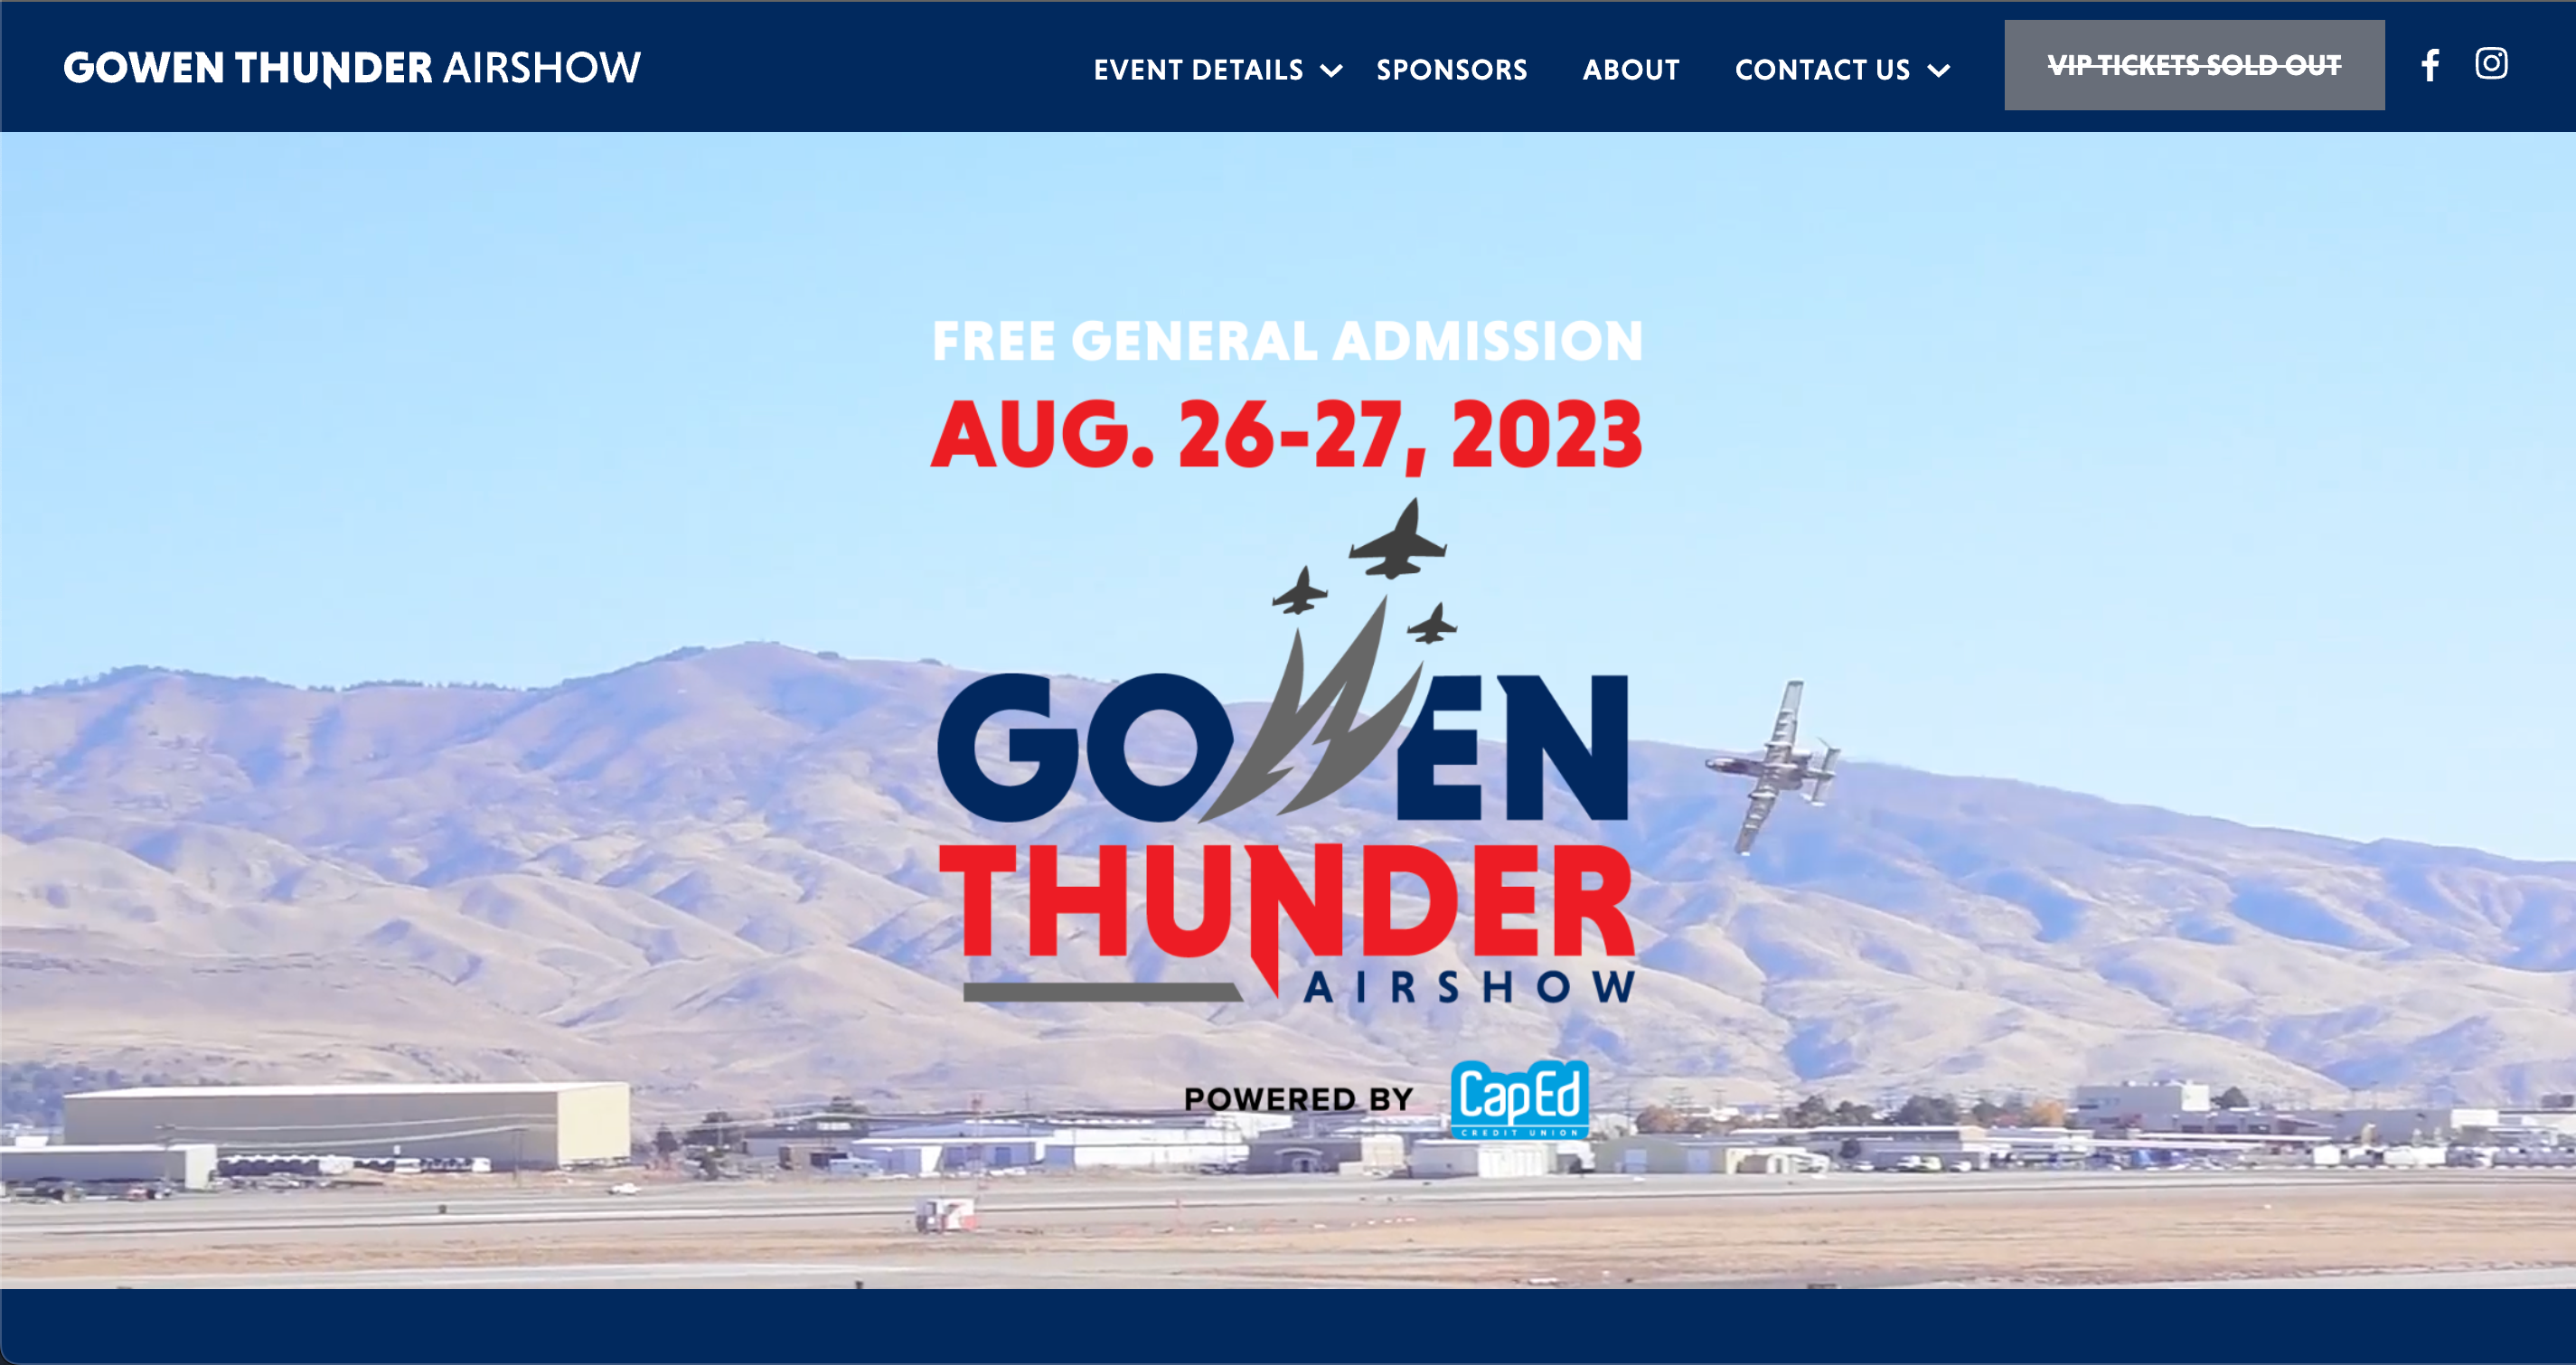 GOWEN THUNDER AIRSHOW
EVENT DETAILS
SPONSORS
ABOUT
CONTACT US
VIP TICKETS SOLD OUT
FREE GENERAL ADMISSION
AUG. 26-27, 2023
GOWEN
THUNDER
AIRSHOW
POWERED BY
CapEd
CREDIT UNION